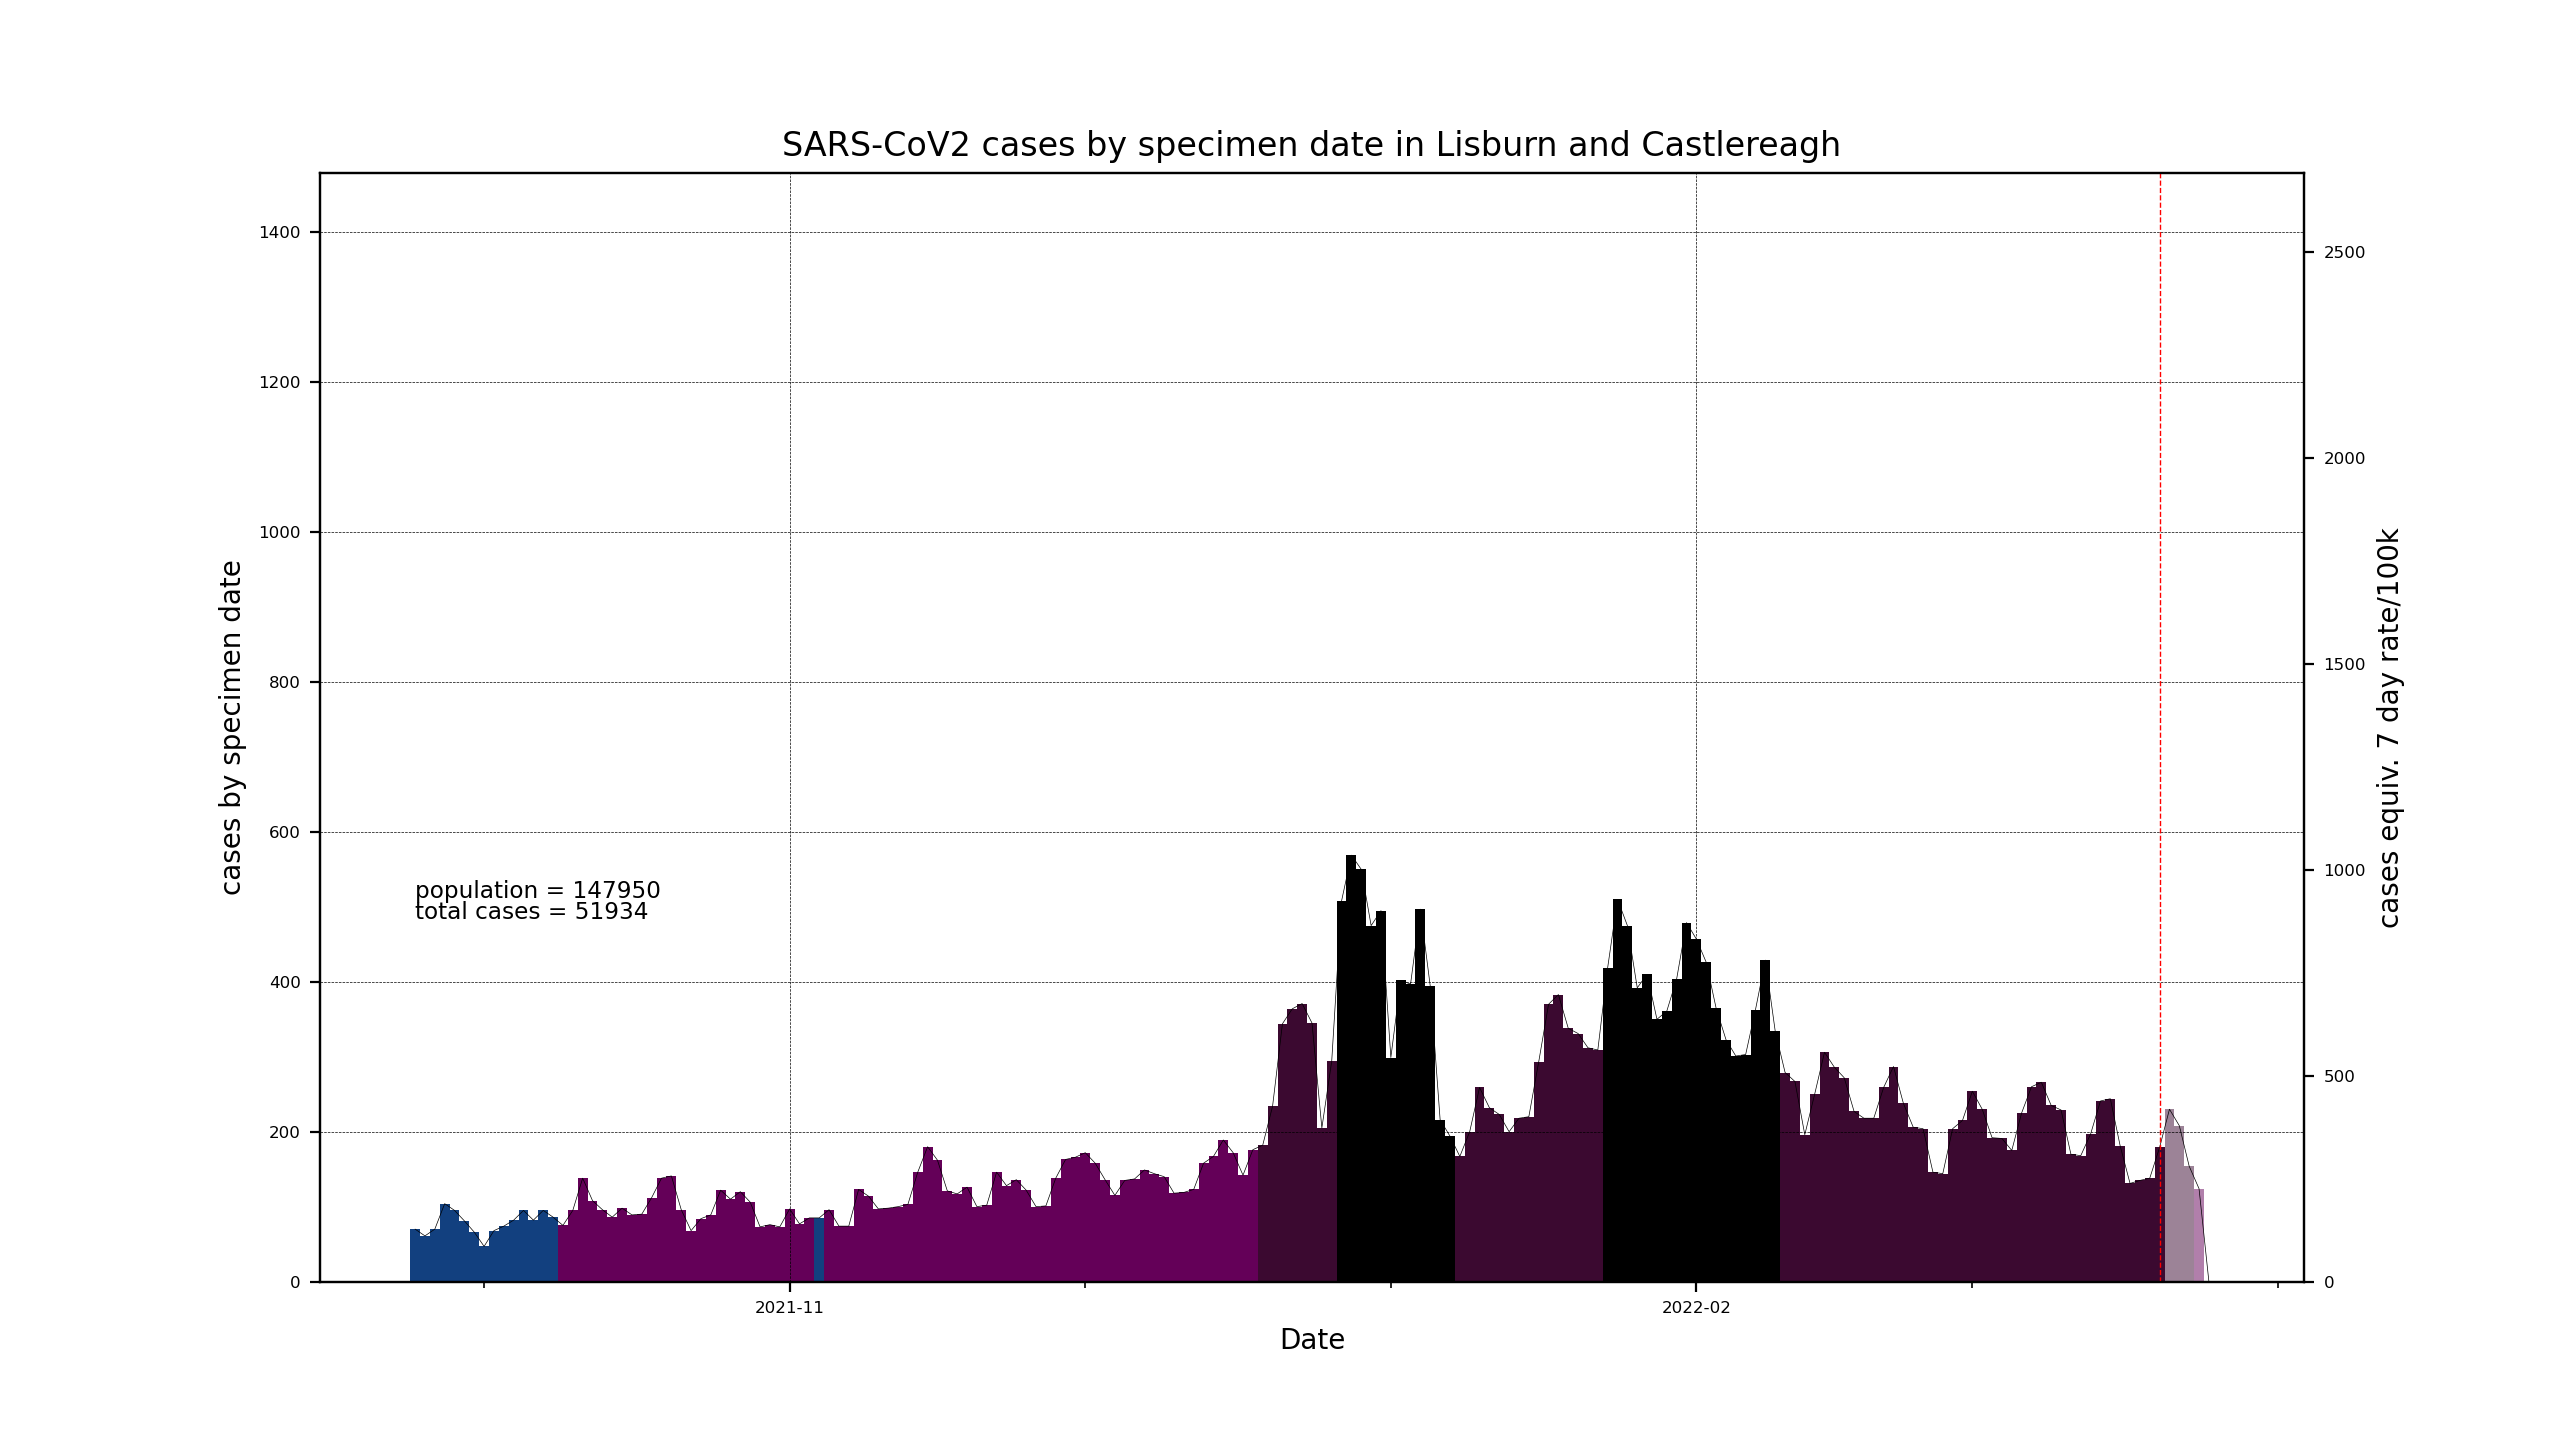 SARS-CoV2 cases by specimen date in Lisburn and Castlereagh
cases by specimen date
1400
1200
1000
800
600
400
200
0
population = 147950
total cases = 51934
2021-11
2022-02
Date
2500
2000
1500
1000
500
0
cases equiv. 7 day rate/100k